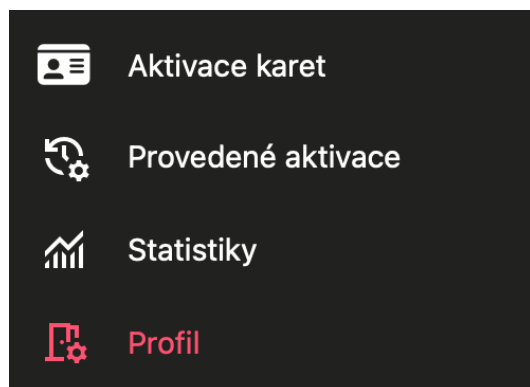 Aktivace karet
Provedené aktivace
Statistiky
Profil